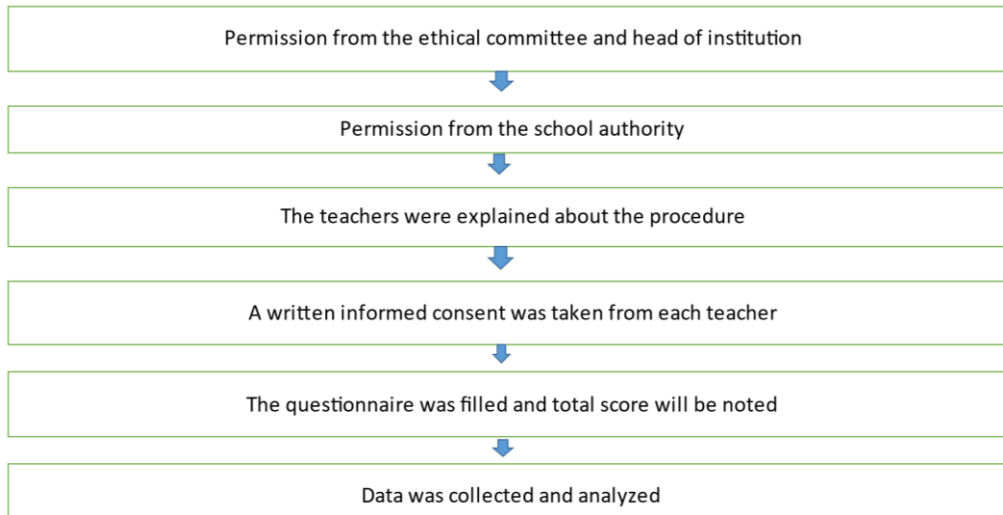 Permission from the ethical committee and head of institution
Permission from the school authority
The teachers were explained about the procedure
A written informed consent was taken from each teacher
The questionnaire was filled and total score will be noted
Data was collected and analyzed